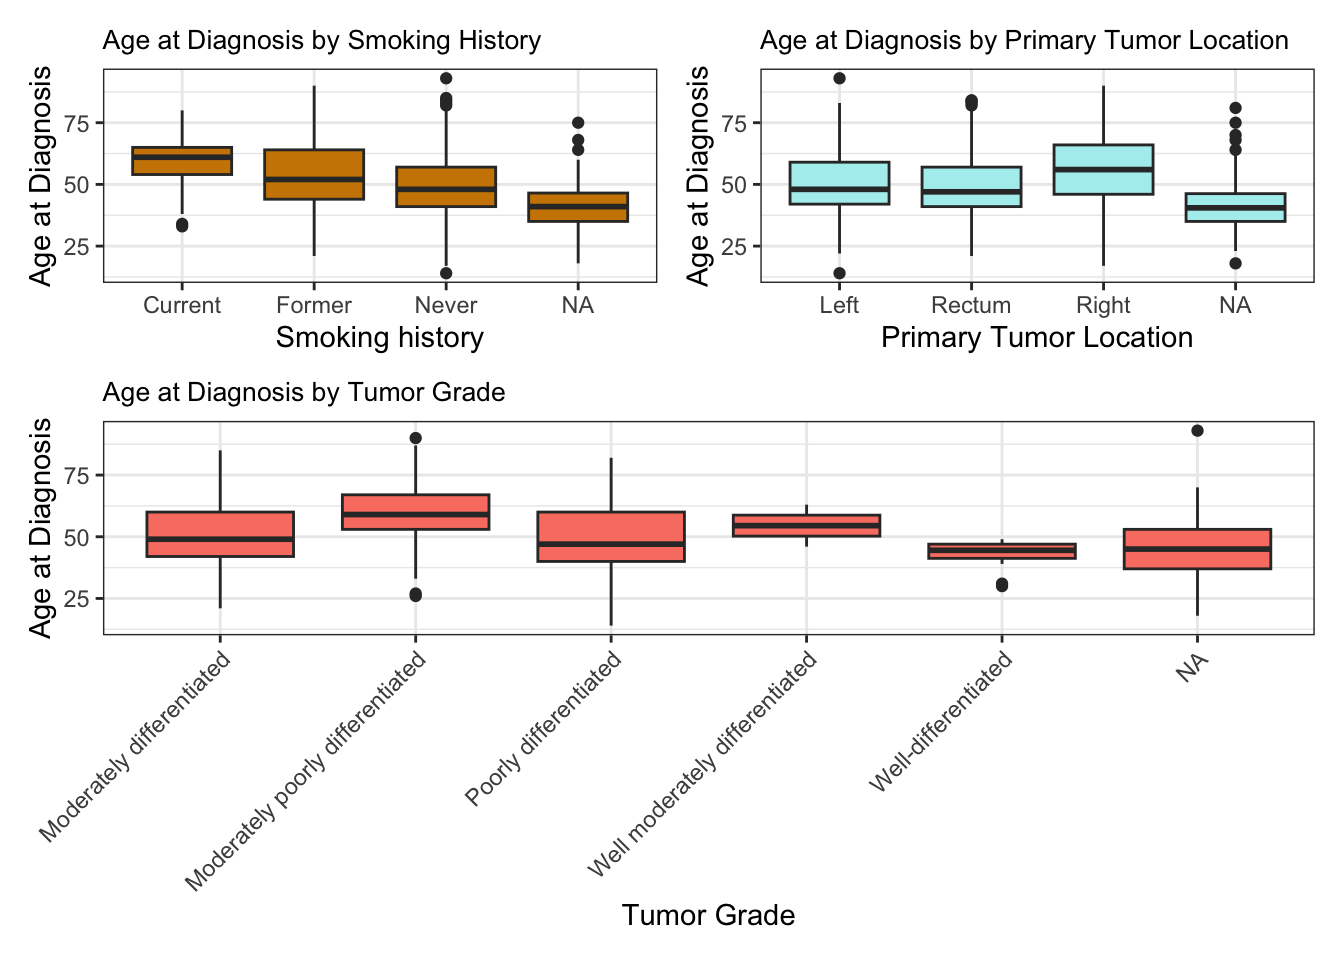 Age at Diagnosis by Smoking History
Age at Diagnosis
75
50
25
Current Former Never NA
Smoking history
Age at Diagnosis by Primary Tumor Location
Age at Diagnosis
75
50
25
Left Rectum Right NA
Primary Tumor Location
Age at Diagnosis by Tumor Grade
Age at Diagnosis
75
50
25
Moderately differentiated
Moderately poorly differentiated
Poorly differentiated
Well moderately differentiated
Well-differentiated
NA
Tumor Grade